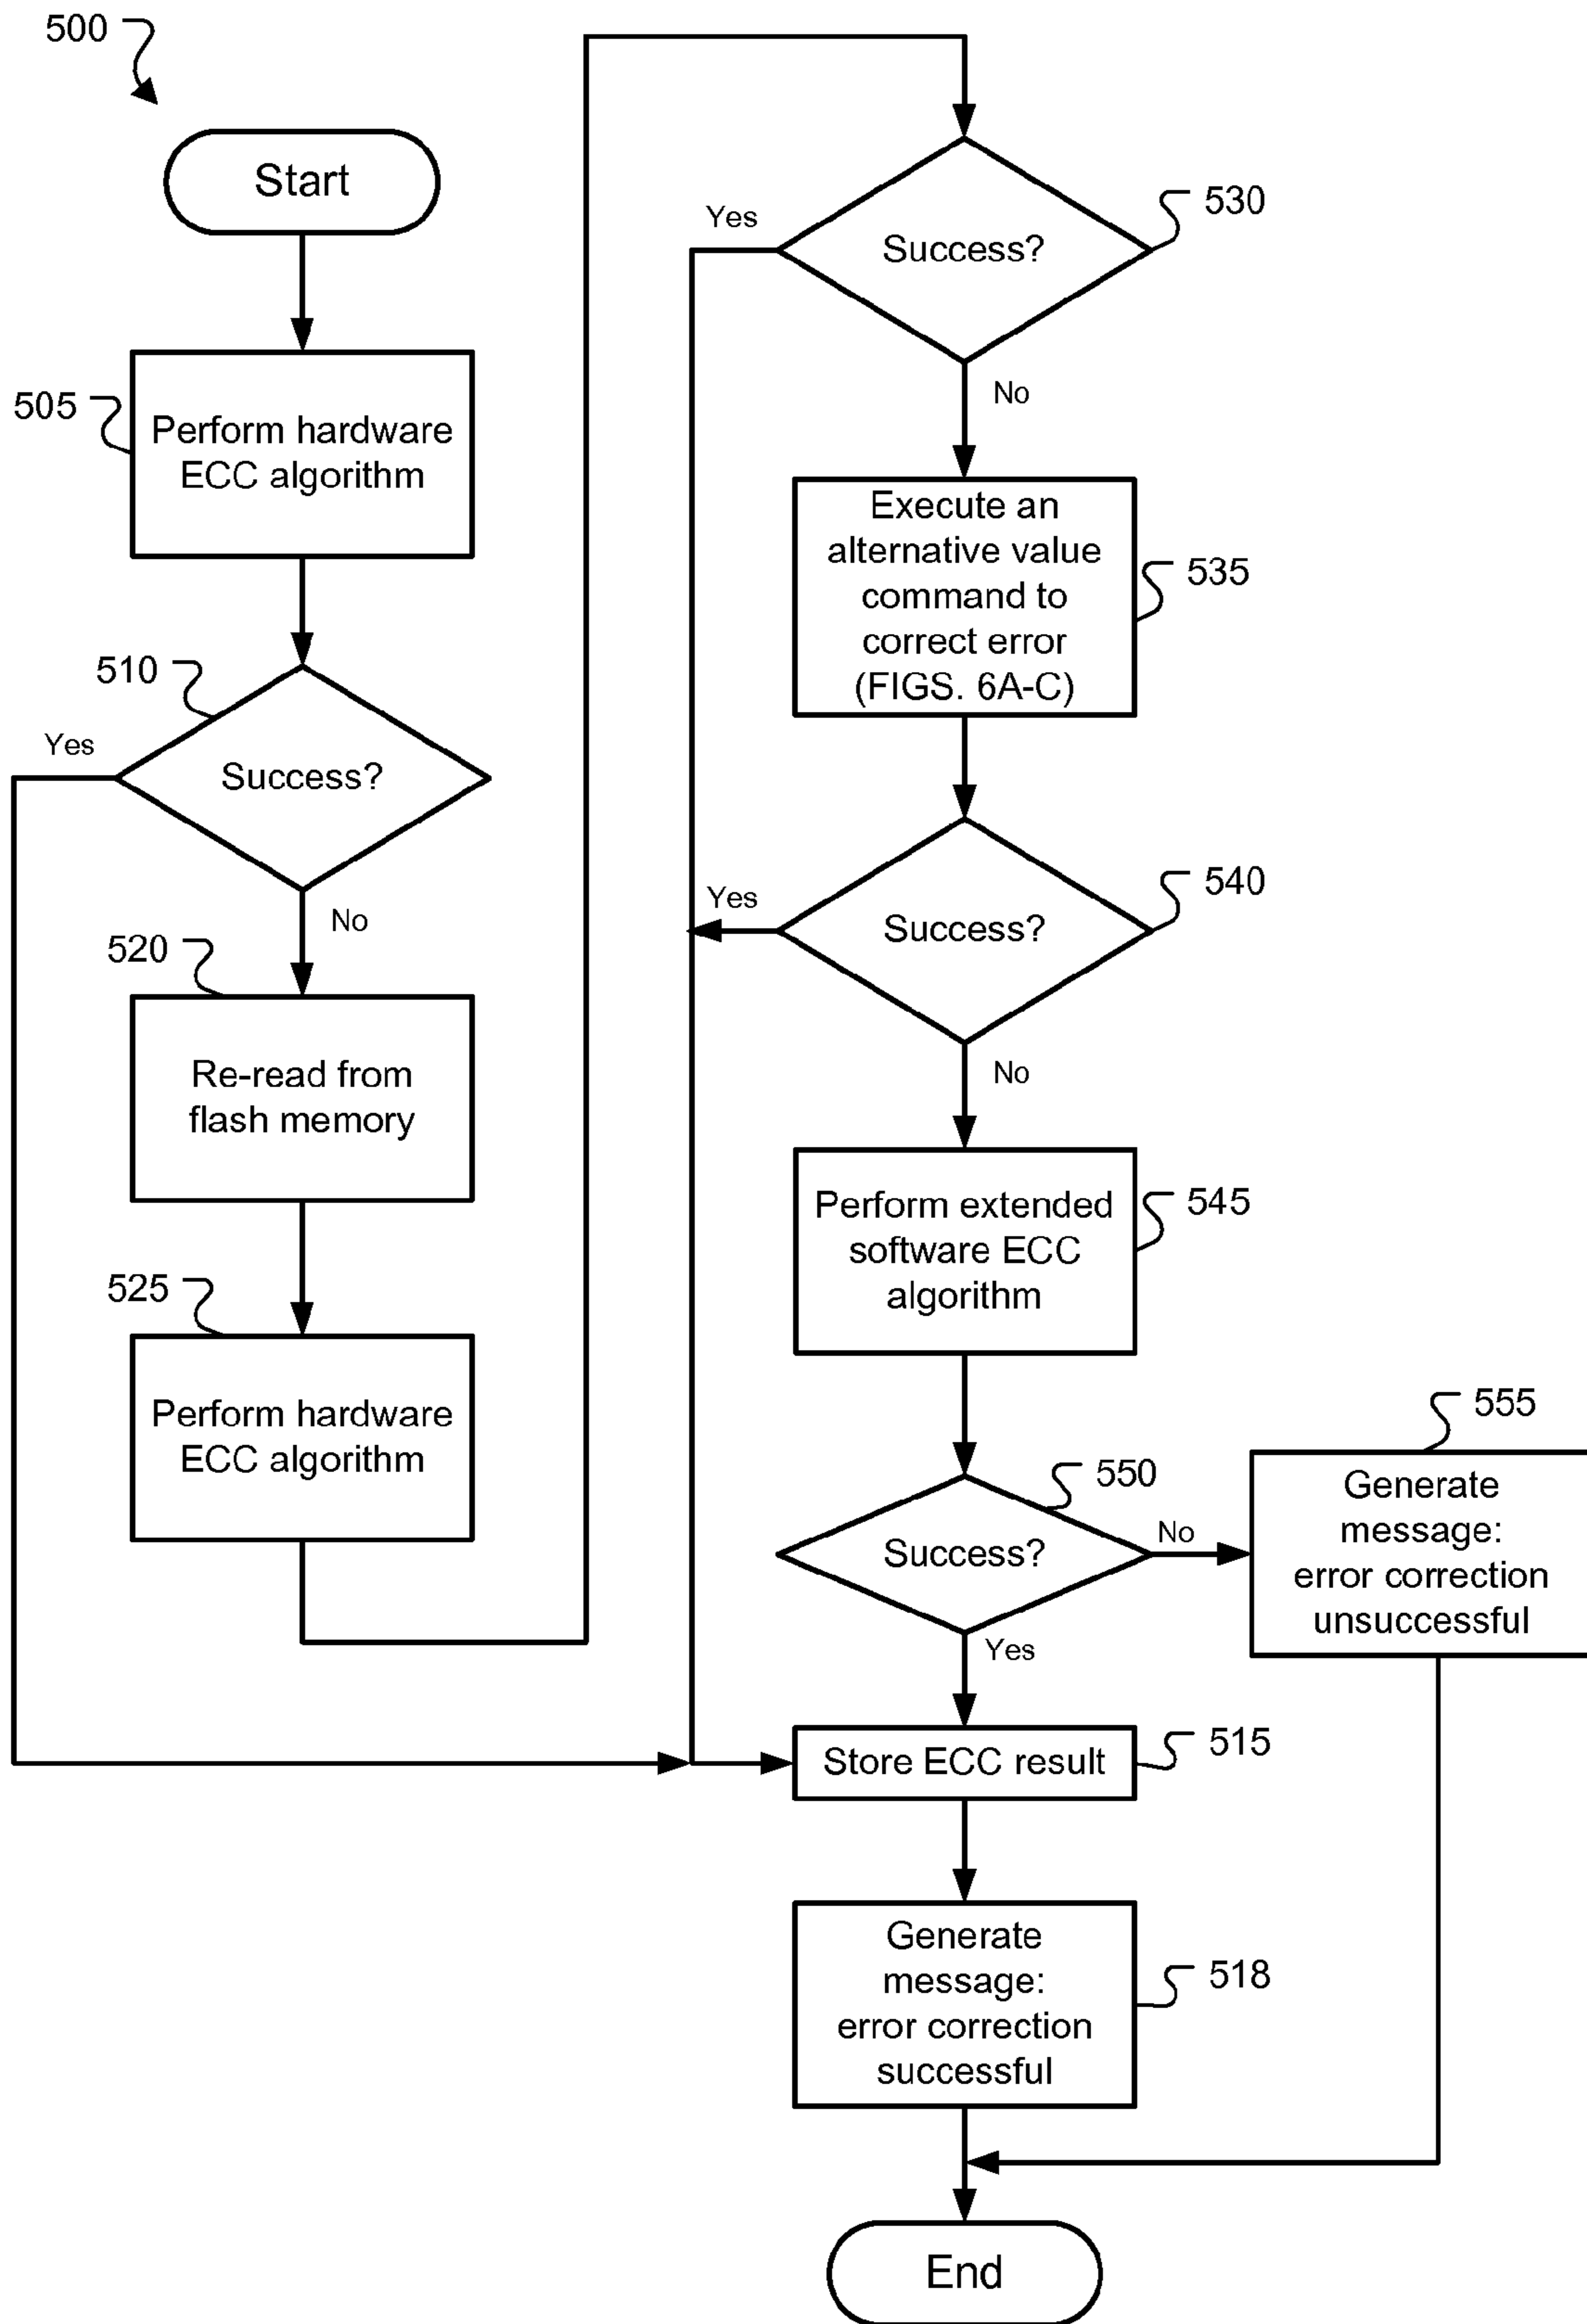 500
Start
505
Perform hardware
ECC algorithm
510
Yes
Success?
No
520
Re-read from
flash memory
525
Perform hardware
ECC algorithm
530
Yes
Success?
No
Execute an
alternative value
command to
correct error
(FIGS. 6A-C)
535
540
Yes
Success?
No
Perform extended
software ECC
algorithm
545
550
Success?
No
Yes
555
Generate
message:
error correction
unsuccessful
Store ECC result
515
Generate
message:
error correction
successful
518
End